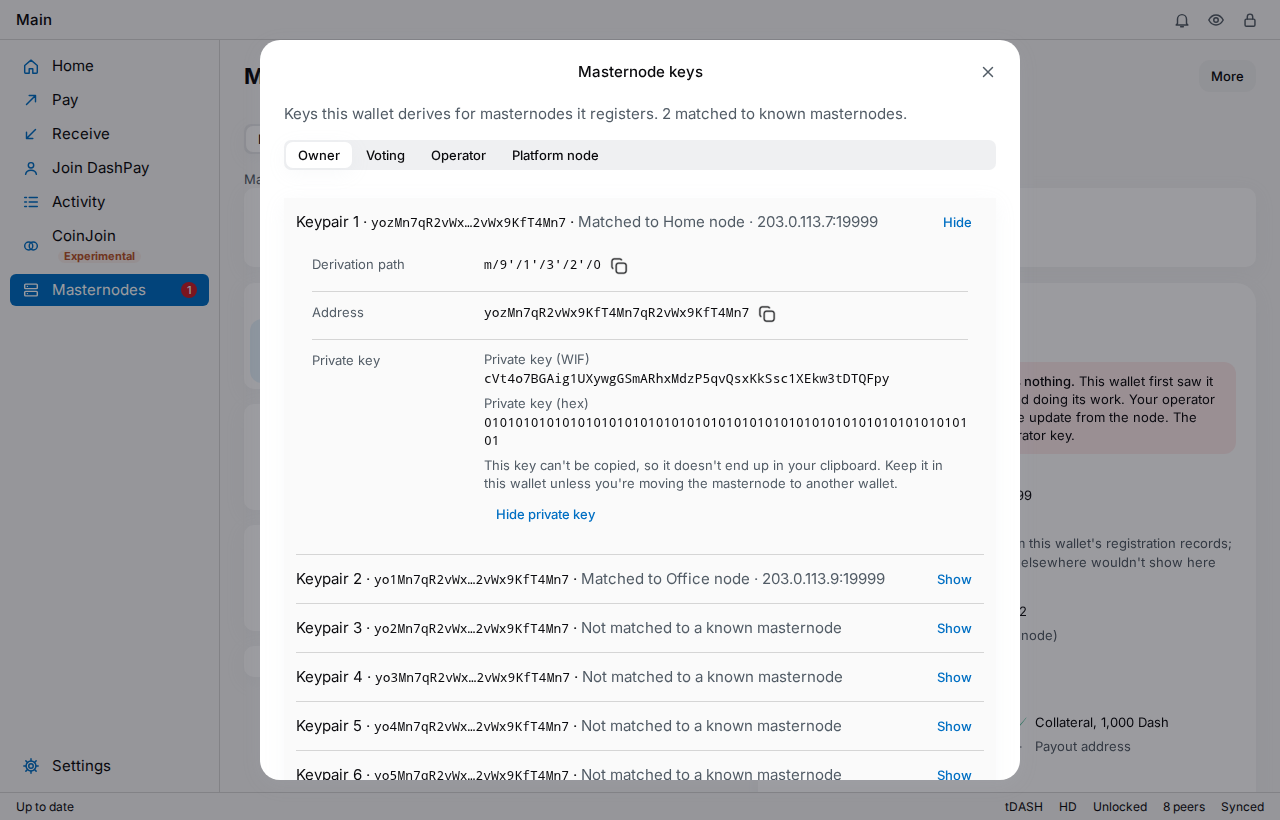 Main
Home
Pay
Receive
Join DashPay
Activity
CoinJoin
Experimental
Masternodes
1
Settings
More
Masternode keys
Keys this wallet derives for masternodes it registers. 2 matched to known masternodes.
Owner
Voting
Operator
Platform node
Keypair 1 · yozMn7qR2vWx…2vWx9KfT4Mn7 · Matched to Home node · 203.0.113.7:19999
Hide
Derivation path
m/9'/1'/3'/2'/0
Address
yozMn7qR2vWx9KfT4Mn7qR2vWx9KfT4Mn7
Private key
Private key (WIF)
cVt4o7BGAig1UXywgGSmARhxMdzP5qvQsxKkSsc1XEkw3tDTQFpy
Private key (hex)
01010101010101010101010101010101010101010101010101010101010101
01
This key can't be copied, so it doesn't end up in your clipboard. Keep it in
this wallet unless you're moving the masternode to another wallet.
Hide private key
Keypair 2 · yo1Mn7qR2vWx…2vWx9KfT4Mn7 · Matched to Office node · 203.0.113.9:19999
Show
Keypair 3 · yo2Mn7qR2vWx…2vWx9KfT4Mn7 · Not matched to a known masternode
Show
Keypair 4 · yo3Mn7qR2vWx…2vWx9KfT4Mn7 · Not matched to a known masternode
Show
Keypair 5 · yo4Mn7qR2vWx…2vWx9KfT4Mn7 · Not matched to a known masternode
Show
Keypair 6 · yo5Mn7qR2vWx…2vWx9KfT4Mn7 · Not matched to a known masternode
Show
nothing. This wallet first saw it
doing its work. Your operator
update from the node. The
key.
this wallet's registration records;
elsewhere wouldn't show here
node)
Collateral, 1,000 Dash
Payout address
Up to date
tDASH
HD
Unlocked
8 peers
Synced